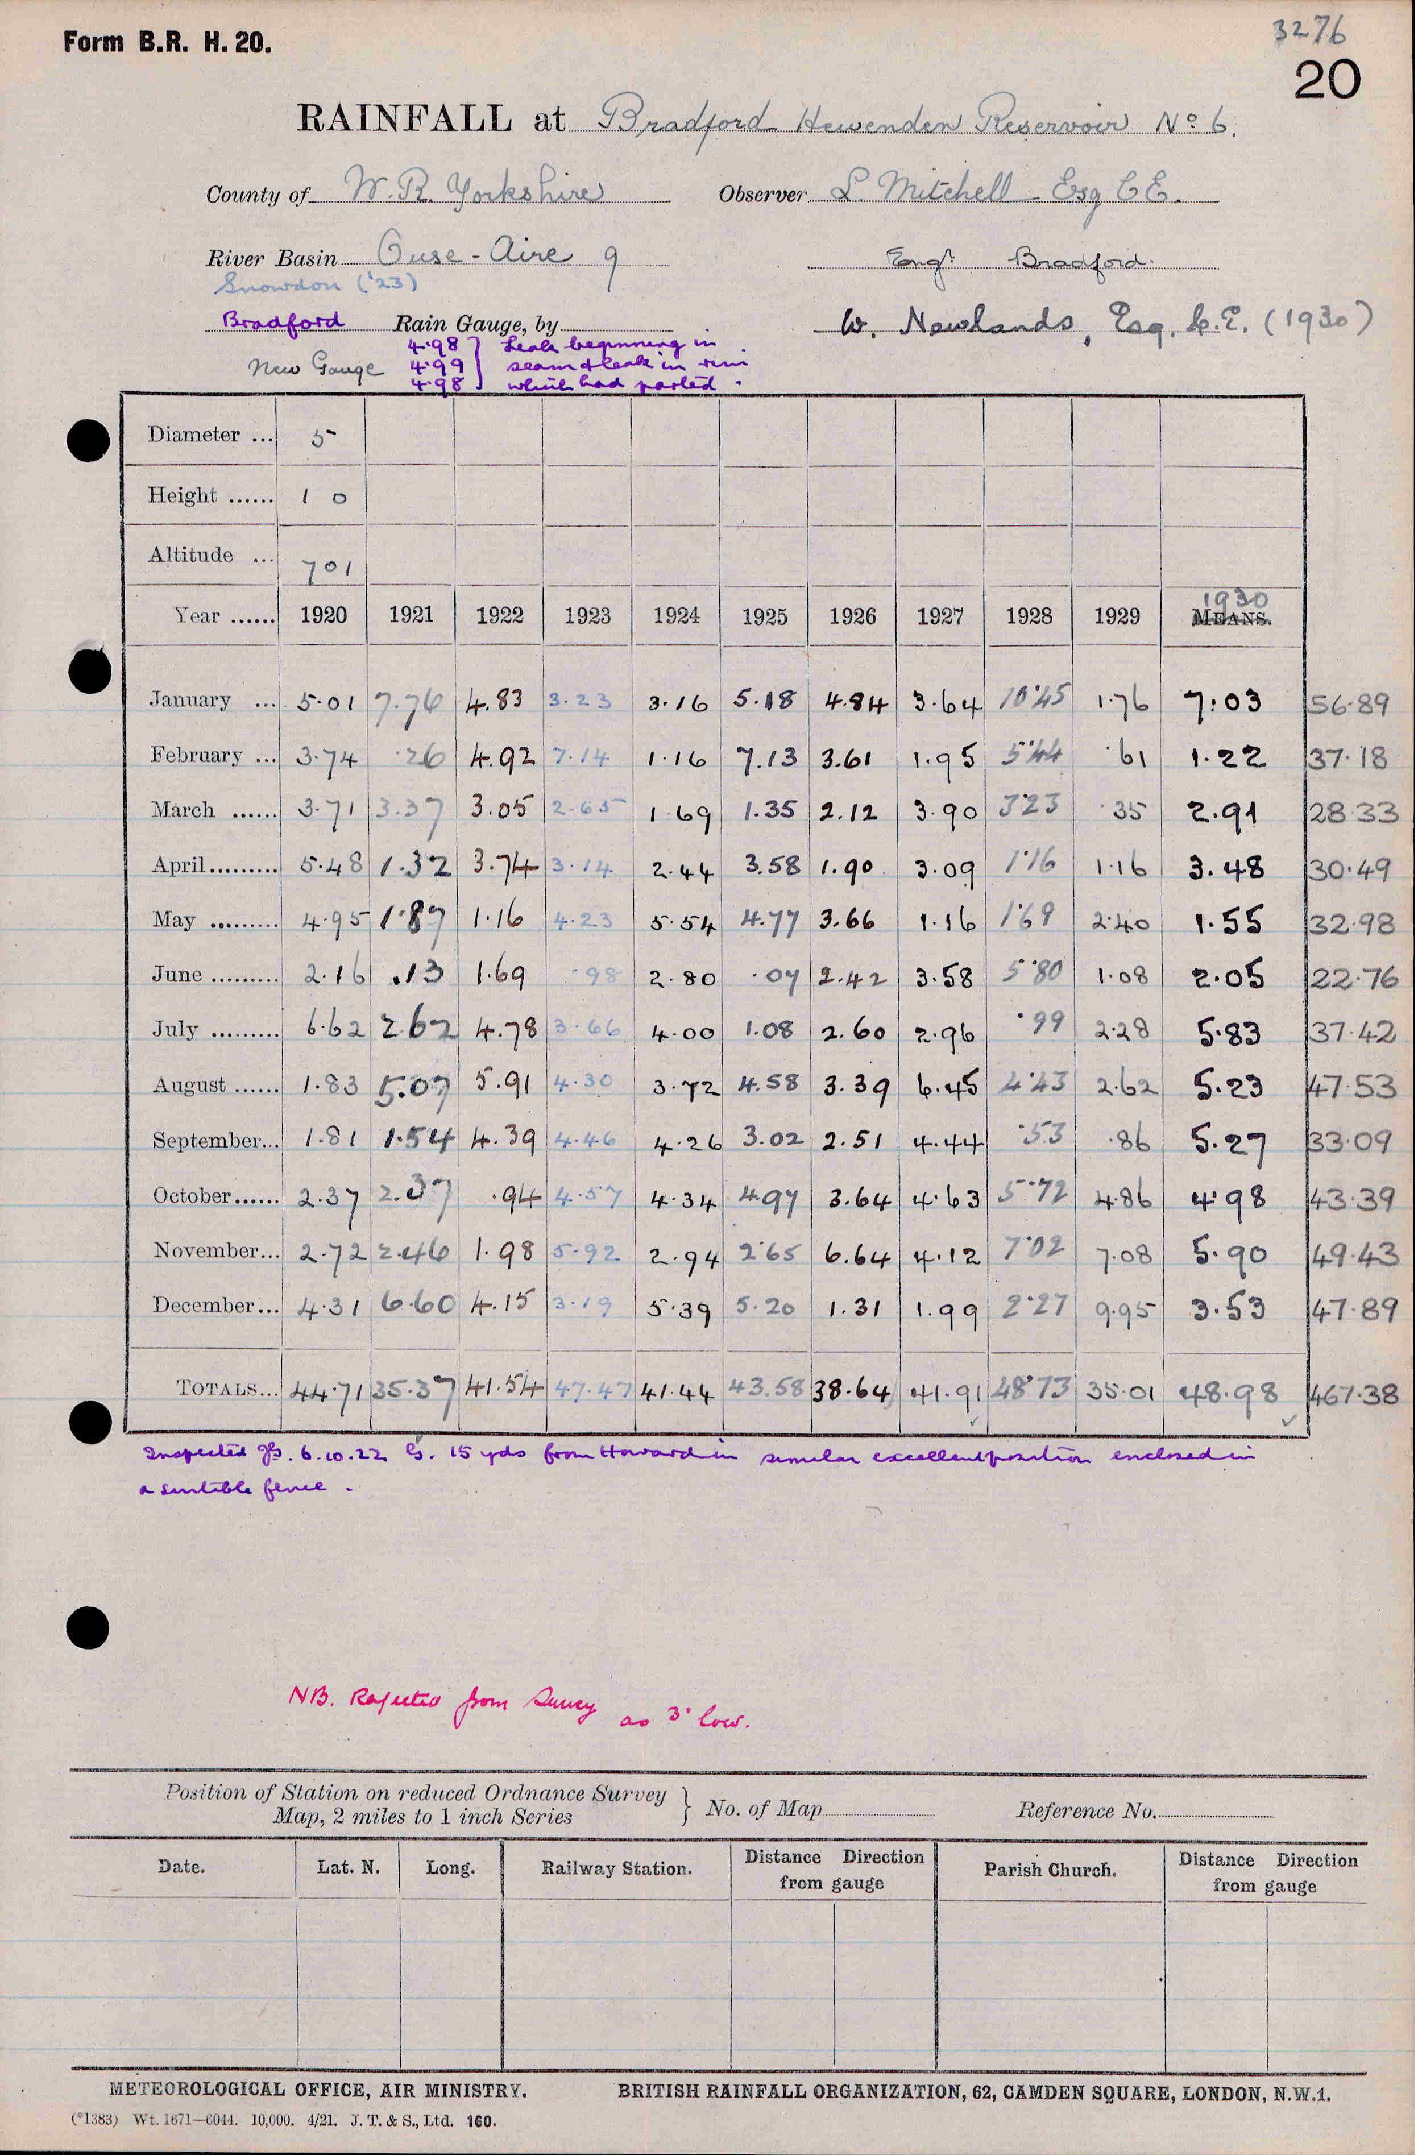 Form B.R. H. 20.
3276
20
RAINFALL at Bradford Hewenden Reservoir No 6.
County of W. R. Yorkshire Observer L. Mitchell Esq C E.
River Basin Ouse - Aire 9 Engr Bradford.
Snowdon ('23)
Bradford Rain Gauge, by W. Newlands, Esq. C.E. (1930)
New Gauge
4.98 } Leak beginning in
4.99 seam & leak in rim
4.98 which had parted.
Diameter ... 5
Height ...... 1 0
Altitude ... 701
Year ...... 1920 1921 1922 1923 1924 1925 1926 1927 1928 1929 MEANS. 1930
January ... 5.01 7.76 4.83 3.23 3.16 5.18 4.84 3.64 10.45 1.76 7.03 56.89
February ... 3.74 .26 4.92 7.14 1.16 7.13 3.61 1.95 5.44 .61 1.22 37.18
March ...... 3.71 3.37 3.05 2.65 1.69 1.35 2.12 3.90 3.23 .35 2.91 28.33
April......... 5.48 1.32 3.74 3.14 2.44 3.58 1.90 3.09 1.16 1.16 3.48 30.49
May ......... 4.95 1.87 1.16 4.23 5.54 4.77 3.66 1.16 1.69 2.40 1.55 32.98
June ......... 2.16 .13 1.69 .98 2.80 .07 2.42 3.58 5.80 1.08 2.05 22.76
July ......... 6.62 2.62 4.78 3.66 4.00 1.08 2.60 2.96 .99 2.28 5.83 37.42
August ...... 1.83 5.07 5.91 4.30 3.72 4.58 3.39 6.45 4.43 2.62 5.23 47.53
September... 1.81 1.54 4.39 4.46 4.26 3.02 2.51 4.44 .53 .86 5.27 33.09
October...... 2.37 2.37 .94 4.57 4.34 4.97 3.64 4.63 5.72 4.86 4.98 43.39
November... 2.72 2.46 1.98 5.92 2.94 2.65 6.64 4.12 7.02 7.08 5.90 49.43
December... 4.31 6.60 4.15 3.19 5.39 5.20 1.31 1.99 2.27 9.95 3.53 47.89
TOTALS... 44.71 35.37 41.54 47.47 41.44 43.58 38.64 41.91 48.73 35.01 48.98 467.38
Inspected 6.10.22 15 yds from Howard in similar excellent position enclosed in
a suitable fence.
NB. Rejected from Survey as 3" low.
Position of Station on reduced Ordnance Survey
Map, 2 miles to 1 inch Series } No. of Map Reference No.
Date. Lat. N. Long. Railway Station. Distance Direction from gauge Parish Church. Distance Direction from gauge
METEOROLOGICAL OFFICE, AIR MINISTRY. BRITISH RAINFALL ORGANIZATION, 62, CAMDEN SQUARE, LONDON, N.W.1.
(*1383) Wt. 1671—6044. 10,000. 4/21. J. T. & S., Ltd. 160.